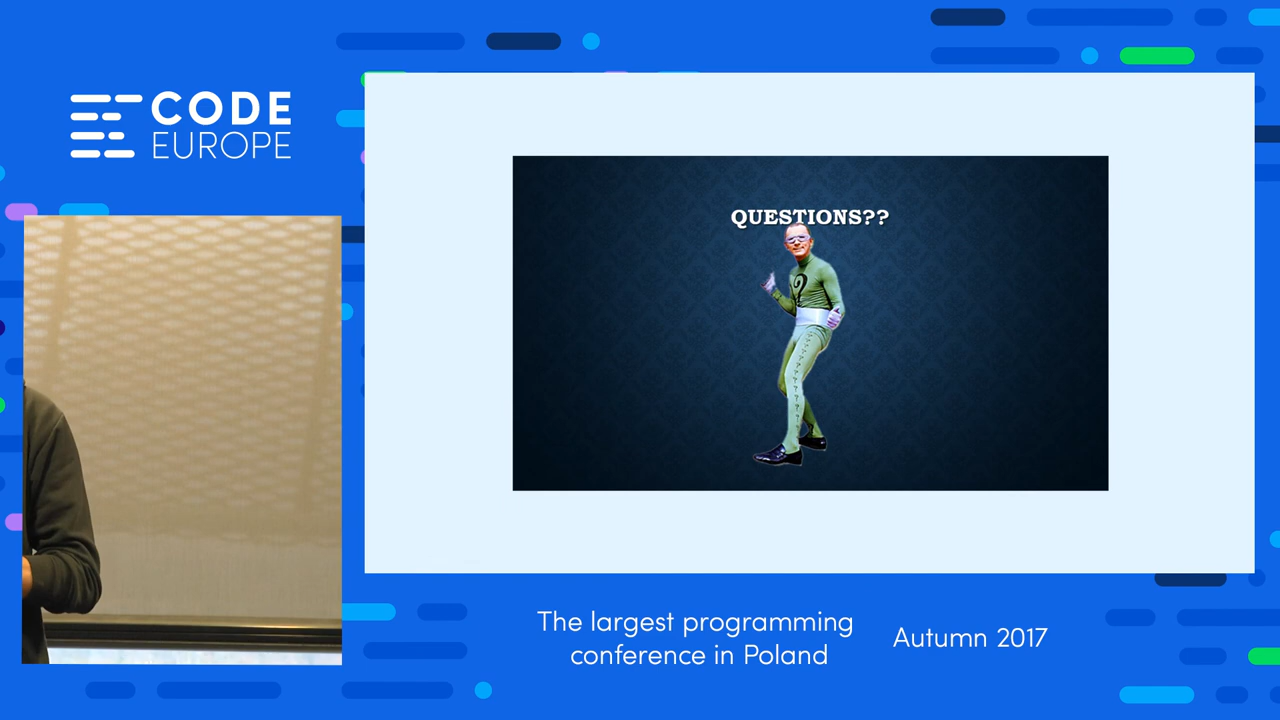 CODE
EUROPE
QUESTIONS??
?
The largest programming
conference in Poland
Autumn 2017